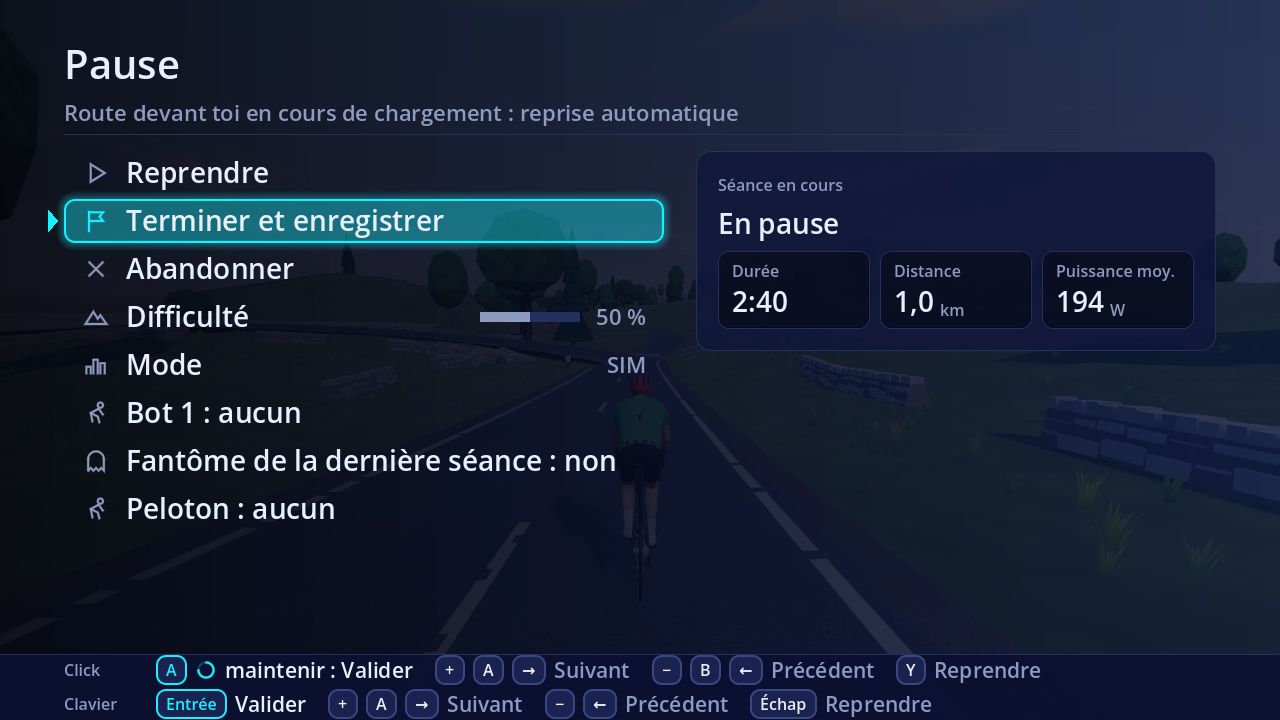 Pause
Route devant toi en cours de chargement : reprise automatique
Reprendre
Terminer et enregistrer
Abandonner
Difficulté 50 %
Mode SIM
Bot 1 : aucun
Fantôme de la dernière séance : non
Peloton : aucun
Séance en cours
En pause
Durée Distance Puissance moy.
2:40 1,0 km 194 W
Click A maintenir : Valider + A → Suivant − B ← Précédent Y Reprendre
Clavier Entrée Valider + A → Suivant − ← Précédent Échap Reprendre